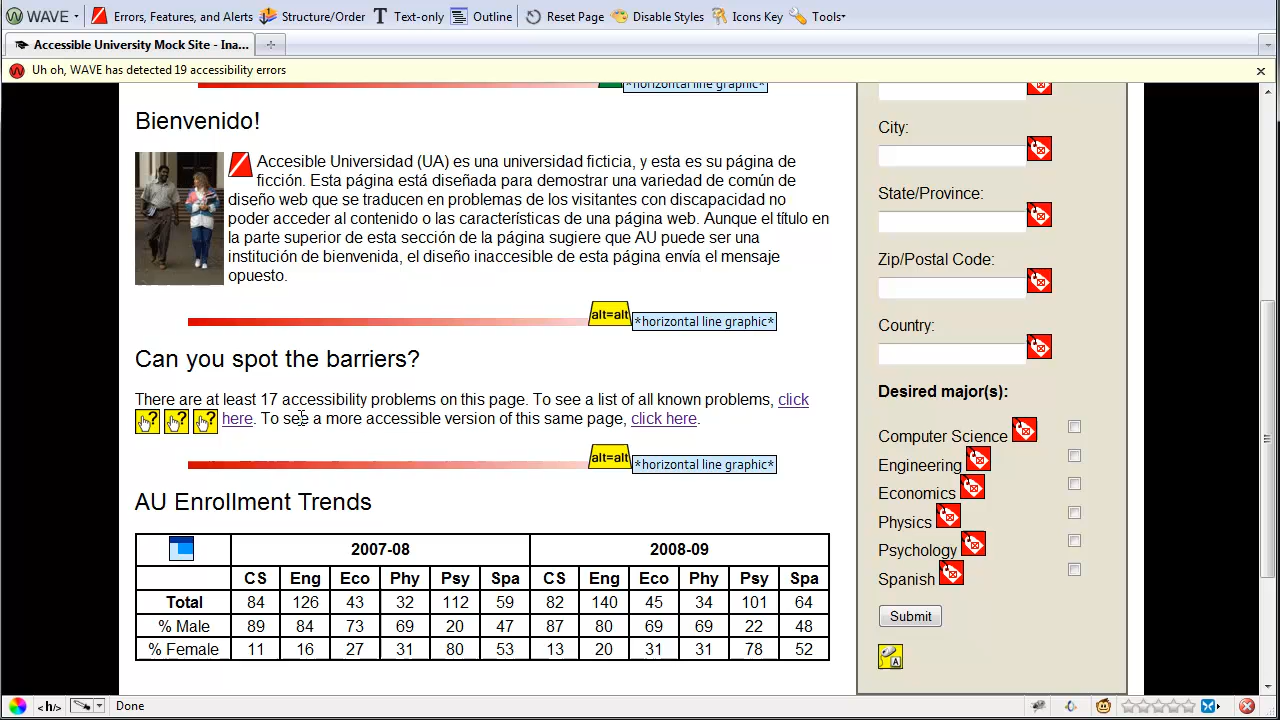 WAVE Errors, Features, and Alerts Structure/Order Text-only Outline Reset Page Disable Styles Icons Key Tools
Accessible University Mock Site - Ina...
Uh oh, WAVE has detected 19 accessibility errors
*horizontal line graphic*
Bienvenido!
Accesible Universidad (UA) es una universidad ficticia, y esta es su página de
ficción. Esta página está diseñada para demostrar una variedad de común de
diseño web que se traducen en problemas de los visitantes con discapacidad no
poder acceder al contenido o las características de una página web. Aunque el título en
la parte superior de esta sección de la página sugiere que AU puede ser una
institución de bienvenida, el diseño inaccesible de esta página envía el mensaje
opuesto.
alt=alt *horizontal line graphic*
Can you spot the barriers?
There are at least 17 accessibility problems on this page. To see a list of all known problems, click
? ? ? here. To see a more accessible version of this same page, click here.
alt=alt *horizontal line graphic*
AU Enrollment Trends
2007-08 2008-09
CS Eng Eco Phy Psy Spa CS Eng Eco Phy Psy Spa
Total 84 126 43 32 112 59 82 140 45 34 101 64
% Male 89 84 73 69 20 47 87 80 69 69 22 48
% Female 11 16 27 31 80 53 13 20 31 31 78 52
City:
State/Province:
Zip/Postal Code:
Country:
Desired major(s):
Computer Science
Engineering
Economics
Physics
Psychology
Spanish
Submit
A
<h/> Done